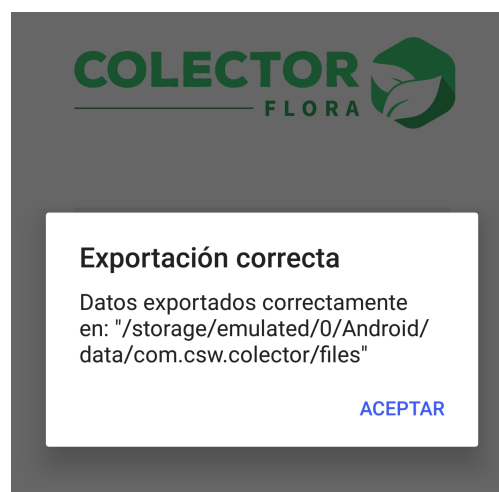 COLECTOR
FLORA
Exportación correcta
Datos exportados correctamente
en: "/storage/emulated/0/Android/
data/com.csw.colector/files"
ACEPTAR